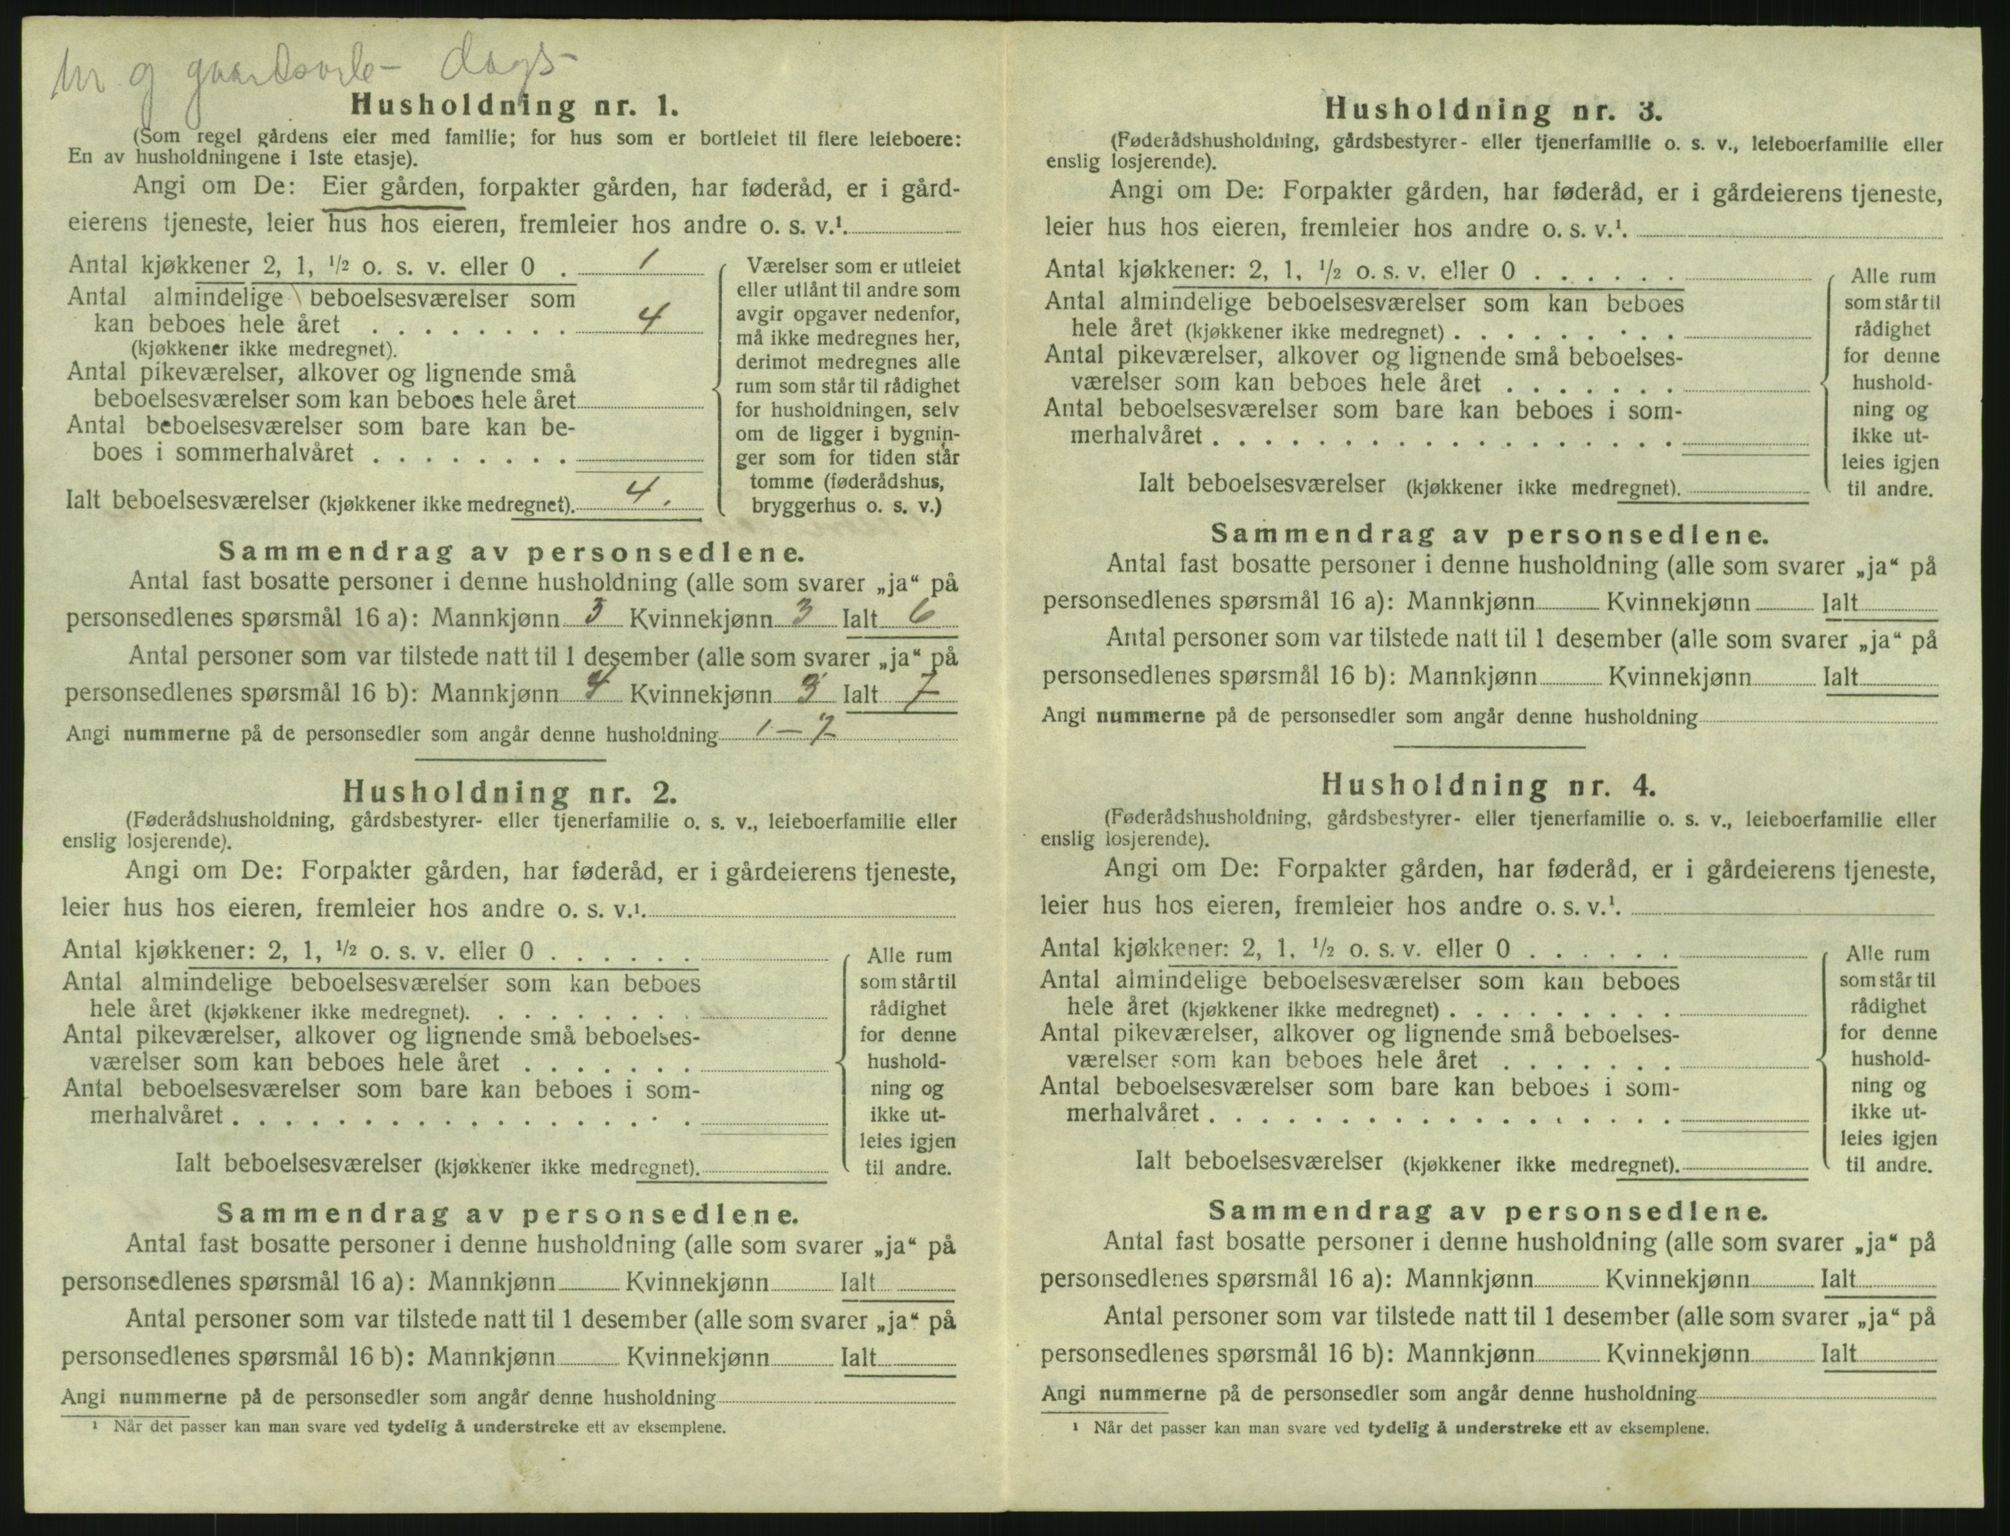 dags
Husholdning nr. 1.
(Som regel gårdens eier med familie; for hus som er bortleiet til flere leieboere:
En av husholdningene i 1ste etasje).
Angi om De: Eier gården, forpakter gården, har føderåd, er i gård-
eierens tjeneste, leier hus hos eieren, fremleier hos andre o. s. v.¹.
Antal kjøkkener 2, 1, ½ o. s. v. eller 0 . 1
Antal almindelige beboelsesværelser som
kan beboes hele året . . . . . . . . 4
(kjøkkener ikke medregnet).
Antal pikeværelser, alkover og lignende små
beboelsesværelser som kan beboes hele året
Antal beboelsesværelser som bare kan be-
boes i sommerhalvåret . . . . . . . .
Ialt beboelsesværelser (kjøkkener ikke medregnet). 4.
Værelser som er utleiet
eller utlånt til andre som
avgir opgaver nedenfor,
må ikke medregnes her,
derimot medregnes alle
rum som står til rådighet
for husholdningen, selv
om de ligger i bygnin-
ger som for tiden står
tomme (føderådshus,
bryggerhus o. s. v.)
Sammendrag av personsedlene.
Antal fast bosatte personer i denne husholdning (alle som svarer „ja“ på
personsedlenes spørsmål 16 a): Mannkjønn 3 Kvinnekjønn 3 Ialt 6
Antal personer som var tilstede natt til 1 desember (alle som svarer „ja“ på
personsedlenes spørsmål 16 b): Mannkjønn 4 Kvinnekjønn 3 Ialt 7
Angi nummerne på de personsedler som angår denne husholdning 1 – 7
Husholdning nr. 2.
(Føderådshusholdning, gårdsbestyrer- eller tjenerfamilie o. s. v., leieboerfamilie eller
enslig losjerende).
Angi om De: Forpakter gården, har føderåd, er i gårdeierens tjeneste,
leier hus hos eieren, fremleier hos andre o. s. v.¹.
Antal kjøkkener: 2, 1, ½ o. s. v. eller 0 . . . . . .
Antal almindelige beboelsesværelser som kan beboes
hele året (kjøkkener ikke medregnet). . . . . . . . .
Antal pikeværelser, alkover og lignende små beboelses-
værelser som kan beboes hele året . . . . . . .
Antal beboelsesværelser som bare kan beboes i som-
merhalvåret . . . . . . . . . . . . . . . . . .
Ialt beboelsesværelser (kjøkkener ikke medregnet).
Alle rum
som står til
rådighet
for denne
hushold-
ning og
ikke ut-
leies igjen
til andre.
Sammendrag av personsedlene.
Antal fast bosatte personer i denne husholdning (alle som svarer „ja“ på
personsedlenes spørsmål 16 a): Mannkjønn Kvinnekjønn Ialt
Antal personer som var tilstede natt til 1 desember (alle som svarer „ja“ på
personsedlenes spørsmål 16 b): Mannkjønn Kvinnekjønn Ialt
Angi nummerne på de personsedler som angår denne husholdning
¹ Når det passer kan man svare ved tydelig å understreke ett av eksemplene.
Husholdning nr. 3.
(Føderådshusholdning, gårdsbestyrer- eller tjenerfamilie o. s. v., leieboerfamilie eller
enslig losjerende).
Angi om De: Forpakter gården, har føderåd, er i gårdeierens tjeneste,
leier hus hos eieren, fremleier hos andre o. s. v.¹.
Antal kjøkkener: 2, 1, ½ o. s. v. eller 0 . . . . . .
Antal almindelige beboelsesværelser som kan beboes
hele året (kjøkkener ikke medregnet) . . . . . . . . .
Antal pikeværelser, alkover og lignende små beboelses-
værelser som kan beboes hele året . . . . . . .
Antal beboelsesværelser som bare kan beboes i som-
merhalvåret . . . . . . . . . . . . . . . . . .
Ialt beboelsesværelser (kjøkkener ikke medregnet).
Alle rum
som står til
rådighet
for denne
hushold-
ning og
ikke ut-
leies igjen
til andre.
Sammendrag av personsedlene.
Antal fast bosatte personer i denne husholdning (alle som svarer „ja“ på
personsedlenes spørsmål 16 a): Mannkjønn Kvinnekjønn Ialt
Antal personer som var tilstede natt til 1 desember (alle som svarer „ja“ på
personsedlenes spørsmål 16 b): Mannkjønn Kvinnekjønn Ialt
Angi nummerne på de personsedler som angår denne husholdning
Husholdning nr. 4.
(Føderådshusholdning, gårdsbestyrer- eller tjenerfamilie o. s. v., leieboerfamilie eller
enslig losjerende).
Angi om De: Forpakter gården, har føderåd, er i gårdeierens tjeneste,
leier hus hos eieren, fremleier hos andre o. s. v.¹.
Antal kjøkkener: 2, 1, ½ o. s. v. eller 0 . . . . . .
Antal almindelige beboelsesværelser som kan beboes
hele året (kjøkkener ikke medregnet) . . . . . . . . .
Antal pikeværelser, alkover og lignende små beboelses-
værelser som kan beboes hele året . . . . . . .
Antal beboelsesværelser som bare kan beboes i som-
merhalvåret . . . . . . . . . . . . . . . . . .
Ialt beboelsesværelser (kjøkkener ikke medregnet).
Alle rum
som står til
rådighet
for denne
hushold-
ning og
ikke ut-
leies igjen
til andre.
Sammendrag av personsedlene.
Antal fast bosatte personer i denne husholdning (alle som svarer „ja“ på
personsedlenes spørsmål 16 a): Mannkjønn Kvinnekjønn Ialt
Antal personer som var tilstede natt til 1 desember (alle som svarer „ja“ på
personsedlenes spørsmål 16 b): Mannkjønn Kvinnekjønn Ialt
Angi nummerne på de personsedler som angår denne husholdning
¹ Når det passer kan man svare ved tydelig å understreke ett av eksemplene.